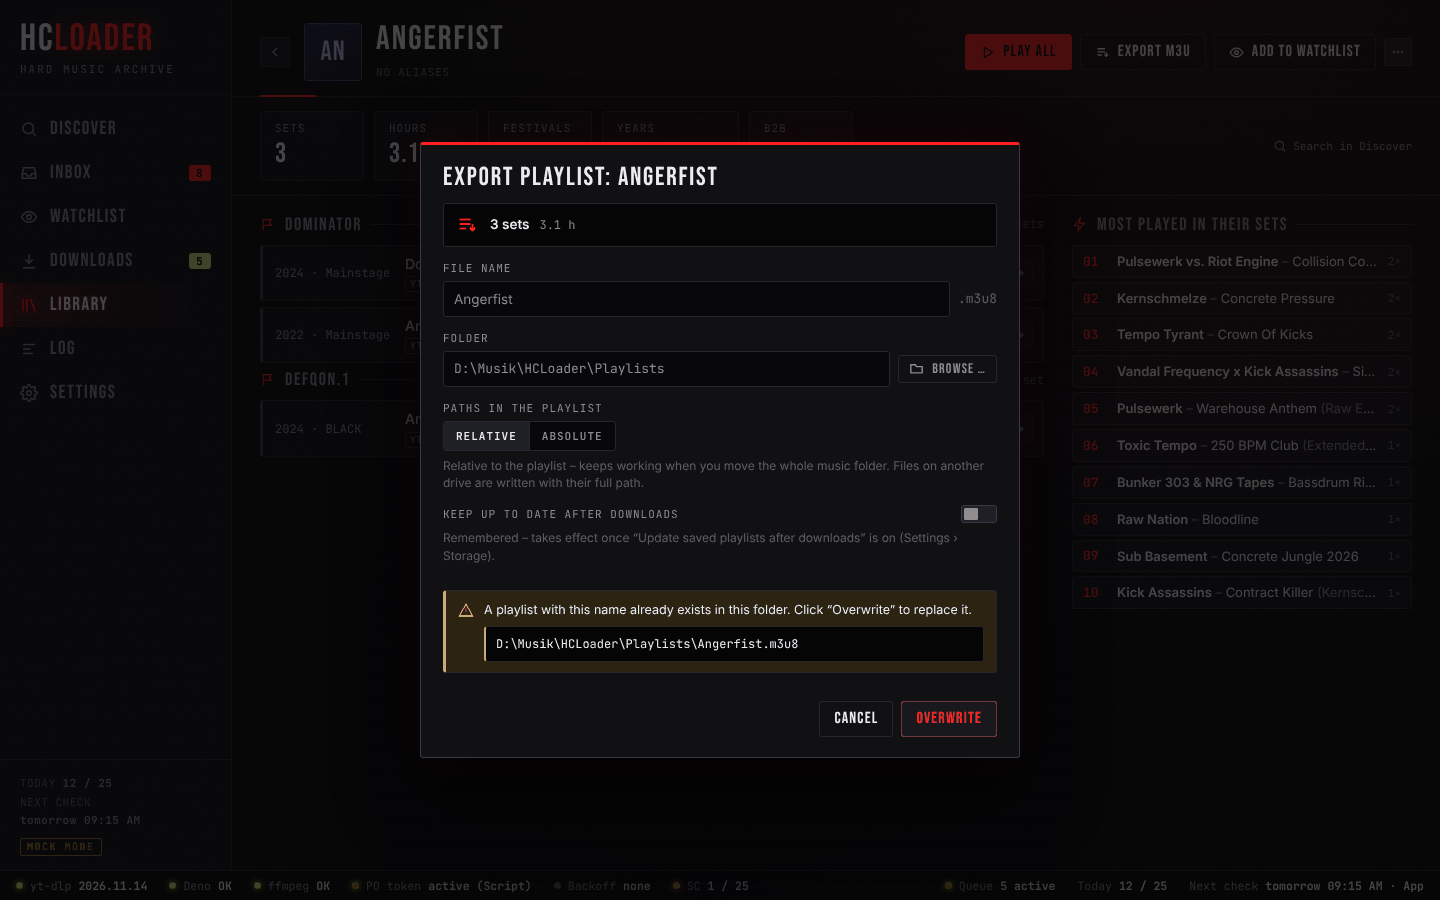 HCLOADER
HARD MUSIC ARCHIVE
DISCOVER
INBOX 8
WATCHLIST
DOWNLOADS 5
LIBRARY
LOG
SETTINGS
TODAY 12 / 25
NEXT CHECK
tomorrow 09:15 AM
MOCK MODE
AN
ANGERFIST
NO ALIASES
PLAY ALL
EXPORT M3U
ADD TO WATCHLIST
SETS
3
HOURS
3.1
FESTIVALS
YEARS
B2B
Search in Discover
DOMINATOR
2024 · Mainstage
2022 · Mainstage
DEFQON.1
2024 · BLACK
EXPORT PLAYLIST: ANGERFIST
3 sets 3.1 h
FILE NAME
Angerfist .m3u8
FOLDER
D:\Musik\HCLoader\Playlists BROWSE …
PATHS IN THE PLAYLIST
RELATIVE ABSOLUTE
Relative to the playlist – keeps working when you move the whole music folder. Files on another
drive are written with their full path.
KEEP UP TO DATE AFTER DOWNLOADS
Remembered – takes effect once “Update saved playlists after downloads” is on (Settings ›
Storage).
A playlist with this name already exists in this folder. Click “Overwrite” to replace it.
D:\Musik\HCLoader\Playlists\Angerfist.m3u8
CANCEL OVERWRITE
MOST PLAYED IN THEIR SETS
01 Pulsewerk vs. Riot Engine – Collision Co… 2×
02 Kernschmelze – Concrete Pressure 2×
03 Tempo Tyrant – Crown Of Kicks 2×
04 Vandal Frequency x Kick Assassins – Si… 2×
05 Pulsewerk – Warehouse Anthem (Raw E… 2×
06 Toxic Tempo – 250 BPM Club (Extended… 1×
07 Bunker 303 & NRG Tapes – Bassdrum Ri… 1×
08 Raw Nation – Bloodline 1×
09 Sub Basement – Concrete Jungle 2026 1×
10 Kick Assassins – Contract Killer (Kernsc… 1×
yt-dlp 2026.11.14 Deno OK ffmpeg OK PO token active (Script) Backoff none SC 1 / 25 Queue 5 active Today 12 / 25 Next check tomorrow 09:15 AM · App